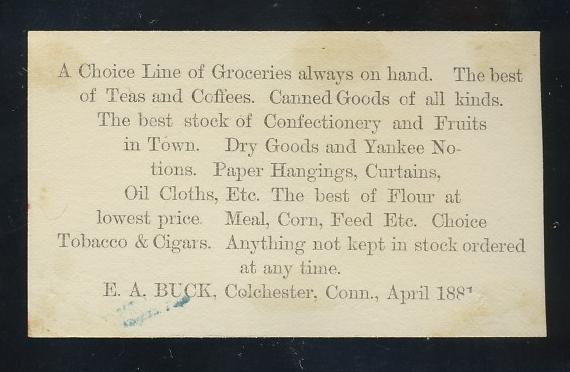 A Choice Line of Groceries always on hand. The best
of Teas and Coffees. Canned Goods of all kinds.
The best stock of Confectionery and Fruits
in Town. Dry Goods and Yankee No-
tions. Paper Hangings, Curtains,
Oil Cloths, Etc. The best of Flour at
lowest price. Meal, Corn, Feed Etc. Choice
Tobacco & Cigars. Anything not kept in stock ordered
at any time.
E. A. BUCK, Colchester, Conn., April 1881